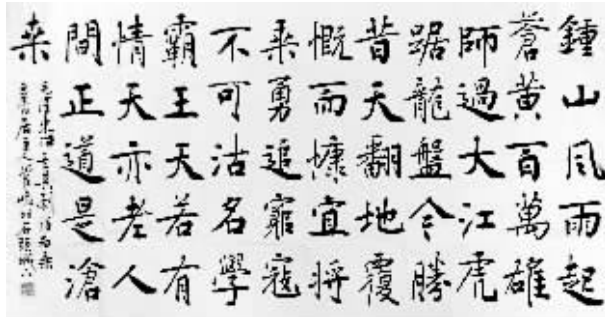 鍾山風雨起
蒼黃百萬雄
師過大江虎
踞龍盤今勝
昔天翻地覆
慨而慷宜將
乘勇追窮寇
不可沽名學
霸王天若有
情天亦老人
間正道是滄
桒